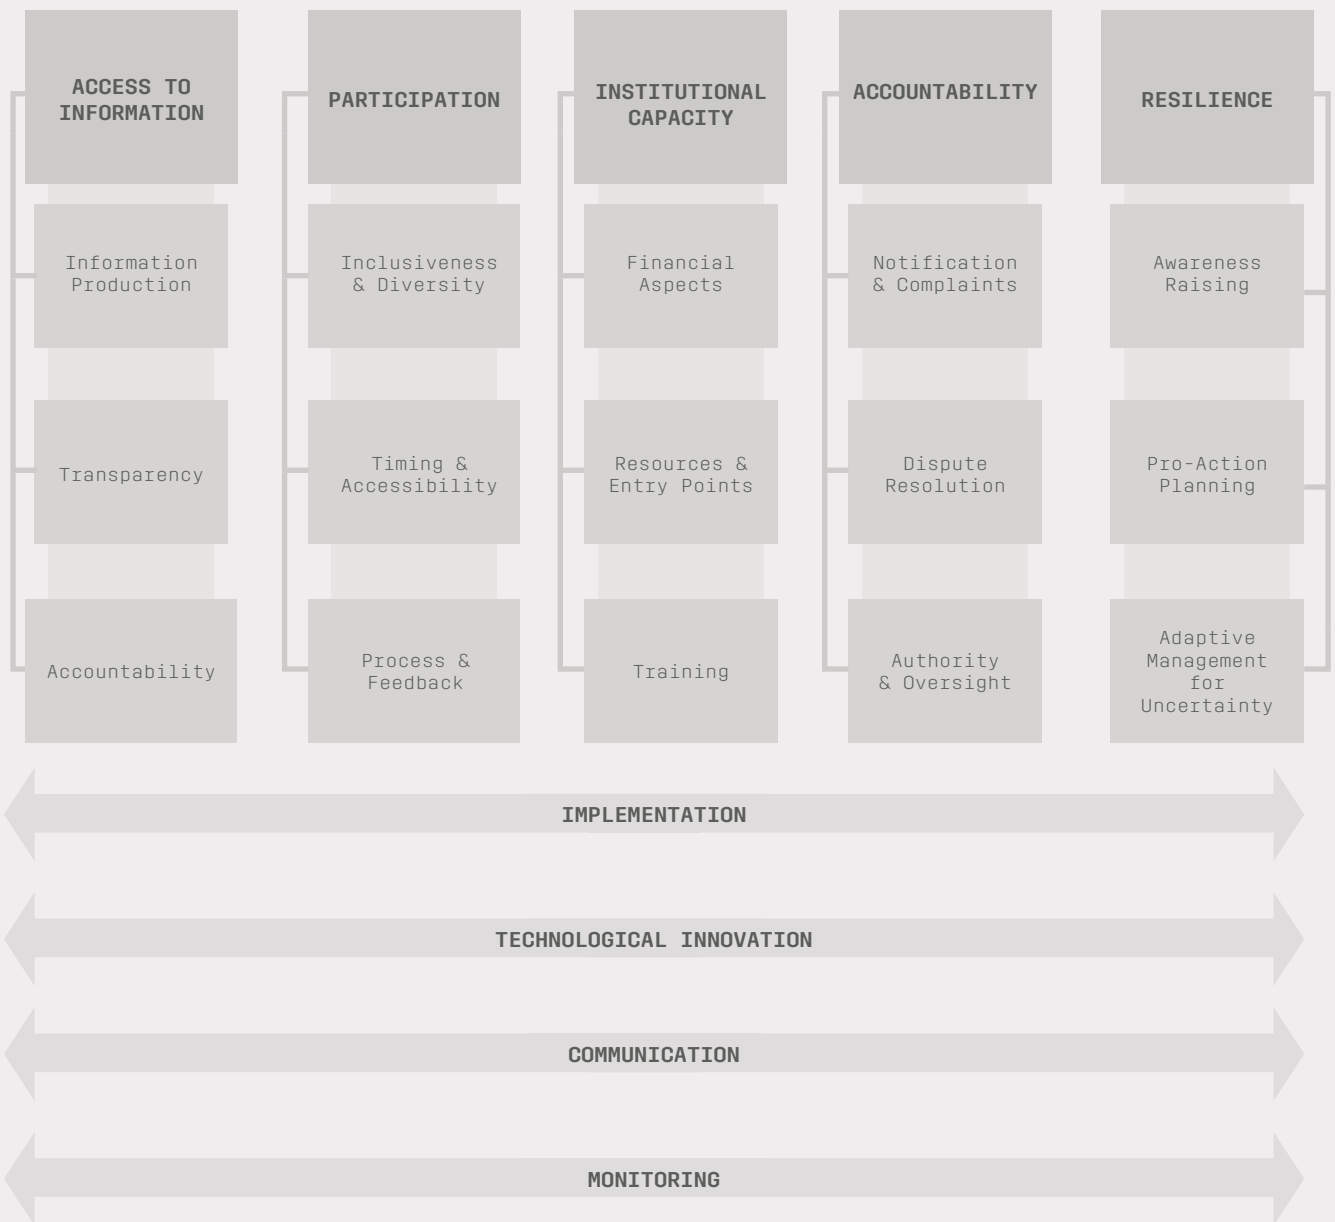 ACCESS TO
INFORMATION
Information
Production
Transparency
Accountability
PARTICIPATION
Inclusiveness
& Diversity
Timing &
Accessibility
Process &
Feedback
INSTITUTIONAL
CAPACITY
Financial
Aspects
Resources &
Entry Points
Training
ACCOUNTABILITY
Notification
& Complaints
Dispute
Resolution
Authority
& Oversight
RESILIENCE
Awareness
Raising
Pro-Action
Planning
Adaptive
Management
for
Uncertainty
IMPLEMENTATION
TECHNOLOGICAL INNOVATION
COMMUNICATION
MONITORING